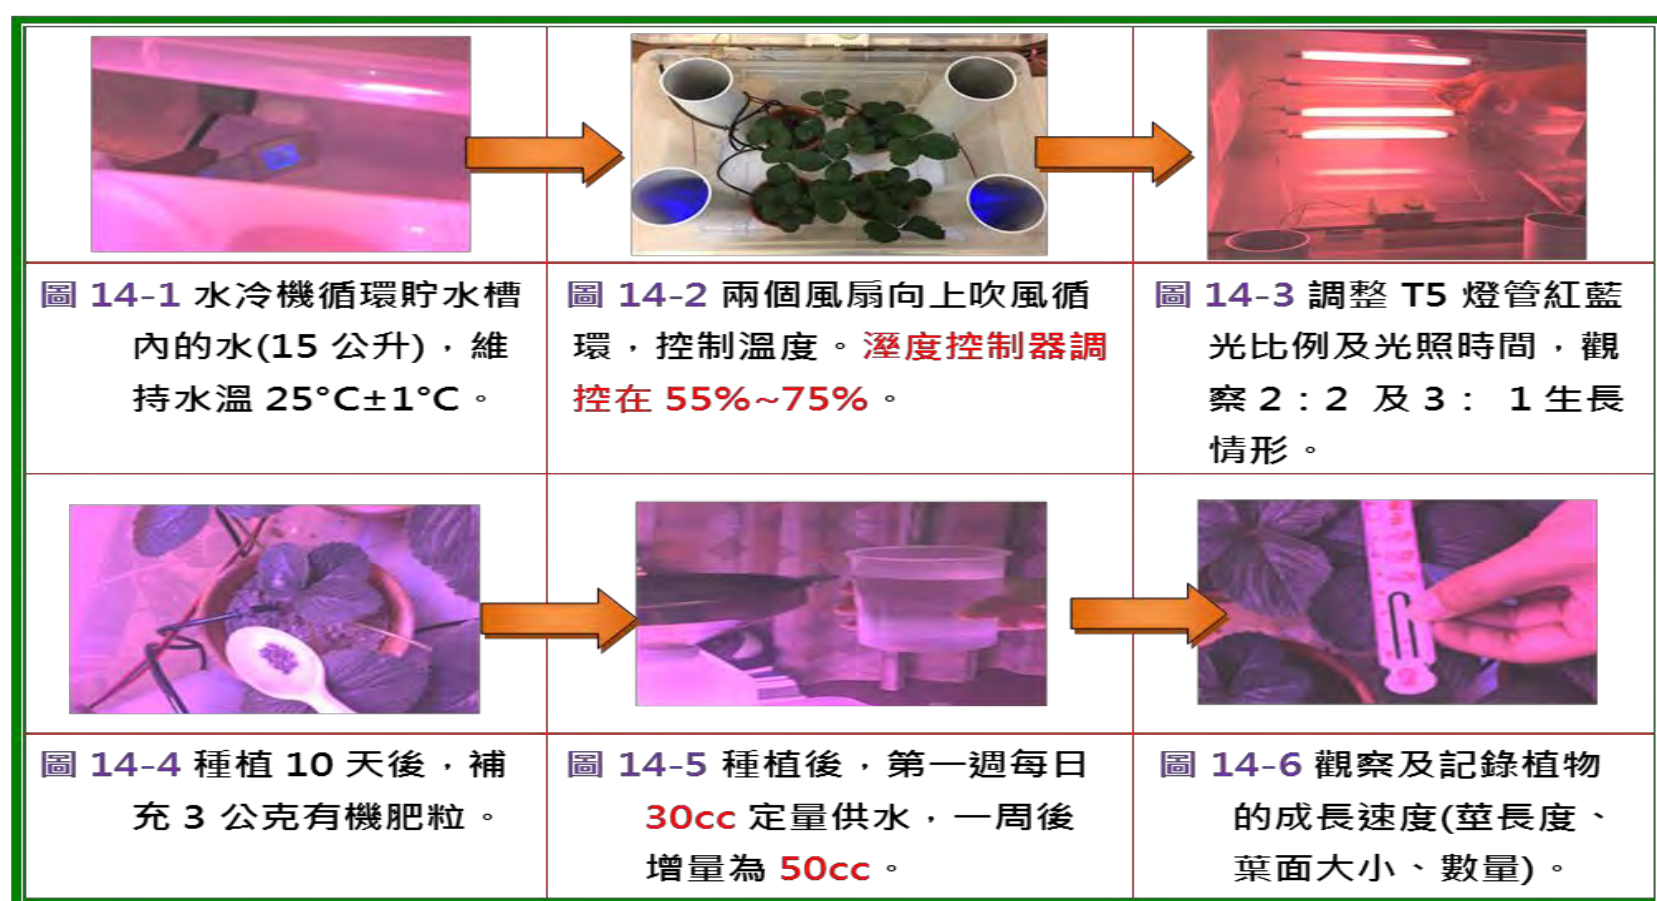 圖 14-1 水冷機循環貯水槽
內的水(15 公升)，維
持水溫 25°C±1°C。
圖 14-2 兩個風扇向上吹風循
環，控制溫度。溼度控制器調
控在 55%~75%。
圖 14-3 調整 T5 燈管紅藍
光比例及光照時間，觀
察 2：2 及 3： 1 生長
情形。
圖 14-4 種植 10 天後，補
充 3 公克有機肥粒。
圖 14-5 種植後，第一週每日
30cc 定量供水，一周後
增量為 50cc。
圖 14-6 觀察及記錄植物
的成長速度(莖長度、
葉面大小、數量)。